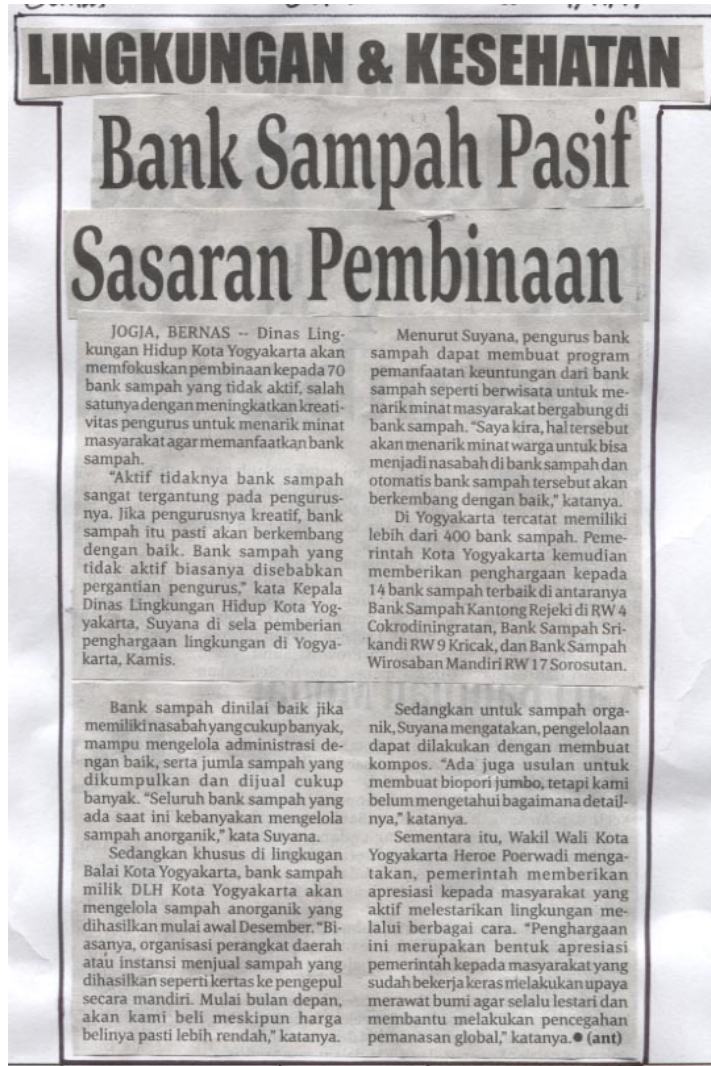 LINGKUNGAN & KESEHATAN
Bank Sampah Pasif
Sasaran Pembinaan
JOGJA, BERNAS -- Dinas Ling-
kungan Hidup Kota Yogyakarta akan
memfokuskan pembinaan kepada 70
bank sampah yang tidak aktif, salah
satunya dengan meningkatkan kreati-
vitas pengurus untuk menarik minat
masyarakat agar memanfaatkan bank
sampah.
"Aktif tidaknya bank sampah
sangat tergantung pada pengurus-
nya. Jika pengurusnya kreatif, bank
sampah itu pasti akan berkembang
dengan baik. Bank sampah yang
tidak aktif biasanya disebabkan
pergantian pengurus," kata Kepala
Dinas Lingkungan Hidup Kota Yog-
yakarta, Suyana di sela pemberian
penghargaan lingkungan di Yogya-
karta, Kamis.
Menurut Suyana, pengurus bank
sampah dapat membuat program
pemanfaatan keuntungan dari bank
sampah seperti berwisata untuk me-
narik minat masyarakat bergabung di
bank sampah. "Saya kira, hal tersebut
akan menarik minat warga untuk bisa
menjadi nasabah di bank sampah dan
otomatis bank sampah tersebut akan
berkembang dengan baik," katanya.
Di Yogyakarta tercatat memiliki
lebih dari 400 bank sampah. Peme-
rintah Kota Yogyakarta kemudian
memberikan penghargaan kepada
14 bank sampah terbaik di antaranya
Bank Sampah Kantong Rejeki di RW 4
Cokrodiningratan, Bank Sampah Sri-
kandi RW 9 Kricak, dan Bank Sampah
Wirosaban Mandiri RW 17 Sorosutan.
Bank sampah dinilai baik jika
memiliki nasabah yang cukup banyak,
mampu mengelola administrasi de-
ngan baik, serta jumla sampah yang
dikumpulkan dan dijual cukup
banyak. "Seluruh bank sampah yang
ada saat ini kebanyakan mengelola
sampah anorganik," kata Suyana.
Sedangkan khusus di lingkugan
Balai Kota Yogyakarta, bank sampah
milik DLH Kota Yogyakarta akan
mengelola sampah anorganik yang
dihasilkan mulai awal Desember. "Bi-
asanya, organisasi perangkat daerah
atau instansi menjual sampah yang
dihasilkan seperti kertas ke pengepul
secara mandiri. Mulai bulan depan,
akan kami beli meskipun harga
belinya pasti lebih rendah," katanya.
Sedangkan untuk sampah orga-
nik, Suyana mengatakan, pengelolaan
dapat dilakukan dengan membuat
kompos. "Ada juga usulan untuk
membuat biopori jumbo, tetapi kami
belum mengetahui bagaimana detail-
nya," katanya.
Sementara itu, Wakil Wali Kota
Yogyakarta Heroe Poerwadi menga-
takan, pemerintah memberikan
apresiasi kepada masyarakat yang
aktif melestarikan lingkungan me-
lalui berbagai cara. "Penghargaan
ini merupakan bentuk apresiasi
pemerintah kepada masyarakat yang
sudah bekerja keras melakukan upaya
merawat bumi agar selalu lestari dan
membantu melakukan pencegahan
pemanasan global," katanya.● (ant)